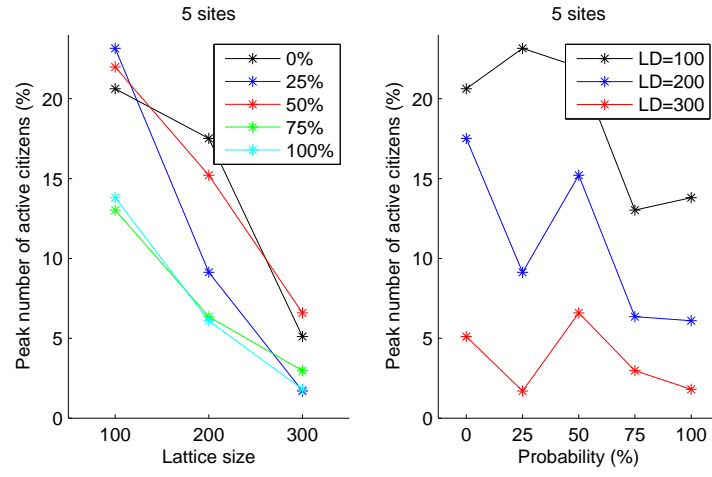 5 sites
Peak number of active citizens (%)
20
15
10
5
0
100 200 300
Lattice size
0%
25%
50%
75%
100%
5 sites
Peak number of active citizens (%)
20
15
10
5
0
0 25 50 75 100
Probability (%)
LD=100
LD=200
LD=300